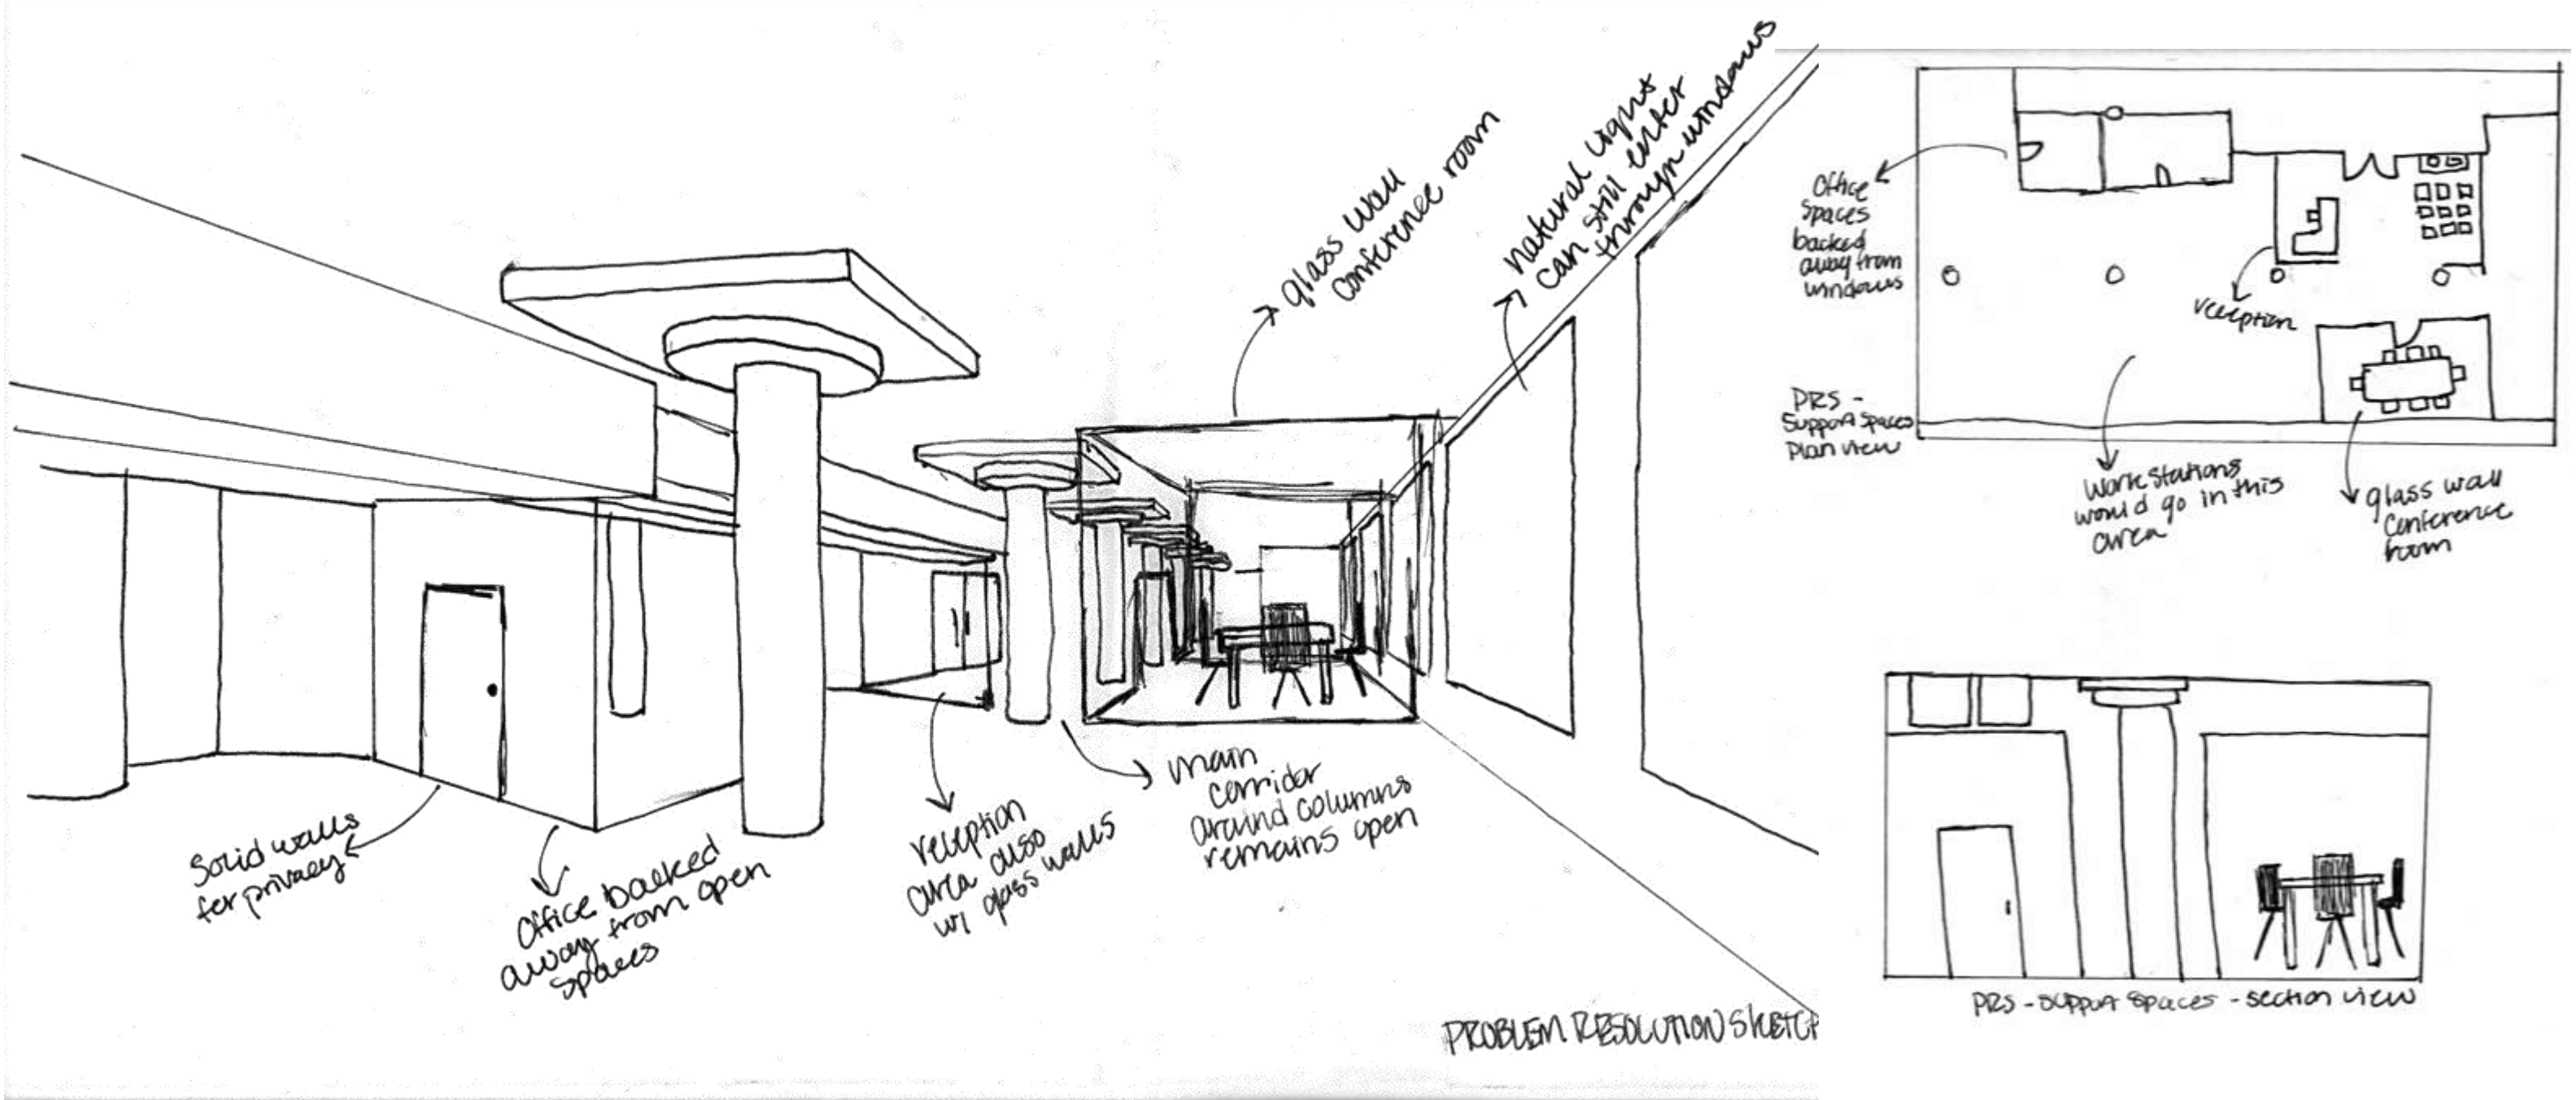 Solid walls
for privacy
Office backed
away from open
spaces
reception
area also
w/ glass walls
main
corridor
around columns
remains open
glass wall
conference room
natural light
can still enter
through windows
PROBLEM RESOLUTION SKETCH
Office
spaces
backed
away from
windows
reception
PRS -
Support spaces
Plan view
Work stations
would go in this
area
glass wall
conference
room
PRS - support spaces - section view